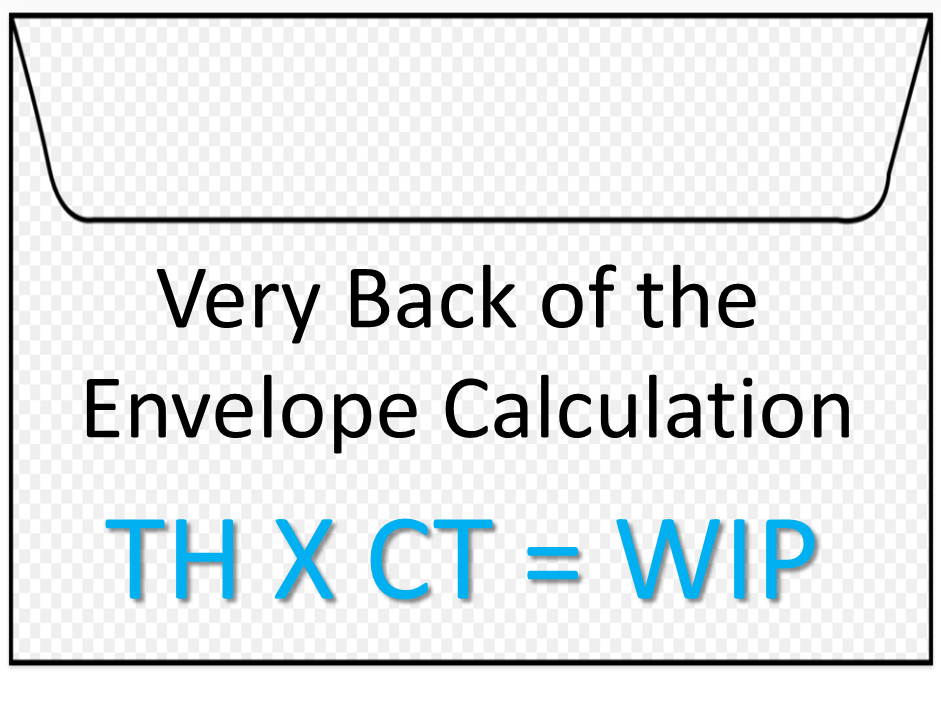 Very Back of the
Envelope Calculation
TH X CT = WIP